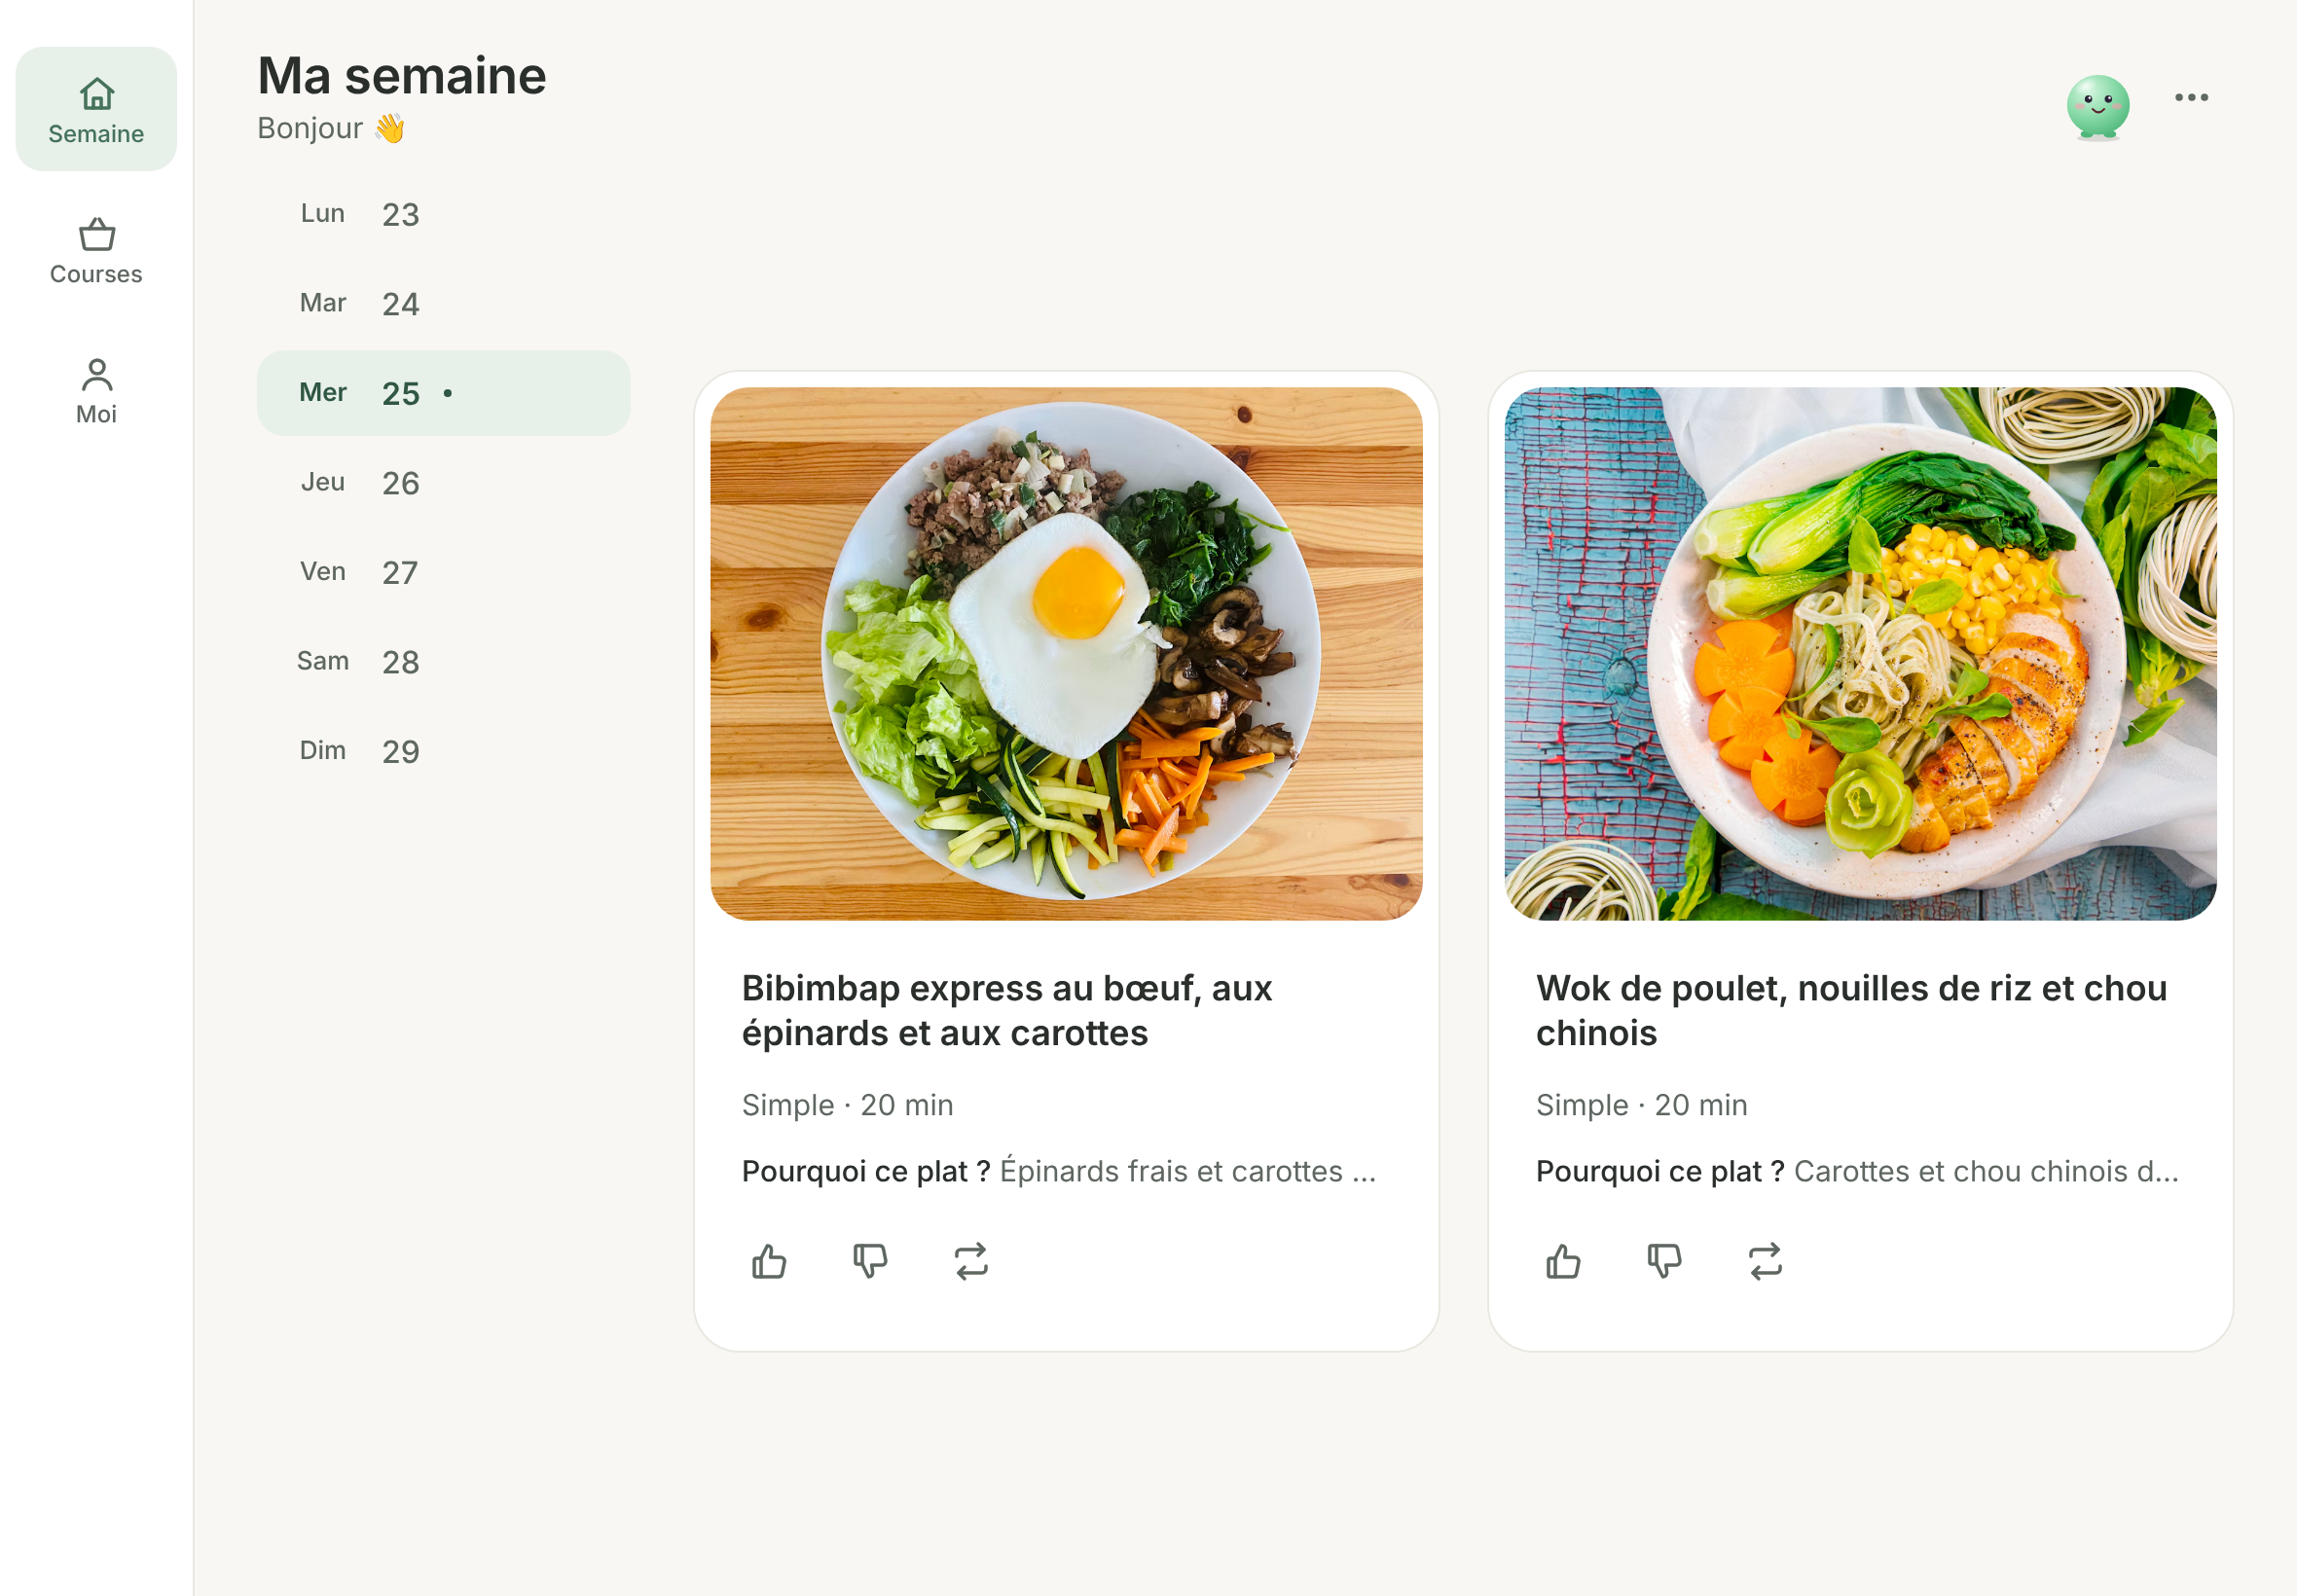 Semaine
Courses
Moi
Ma semaine
Bonjour 👋
Lun 23
Mar 24
Mer 25 •
Jeu 26
Ven 27
Sam 28
Dim 29
Bibimbap express au bœuf, aux
épinards et aux carottes
Simple · 20 min
Pourquoi ce plat ? Épinards frais et carottes ...
Wok de poulet, nouilles de riz et chou
chinois
Simple · 20 min
Pourquoi ce plat ? Carottes et chou chinois d...